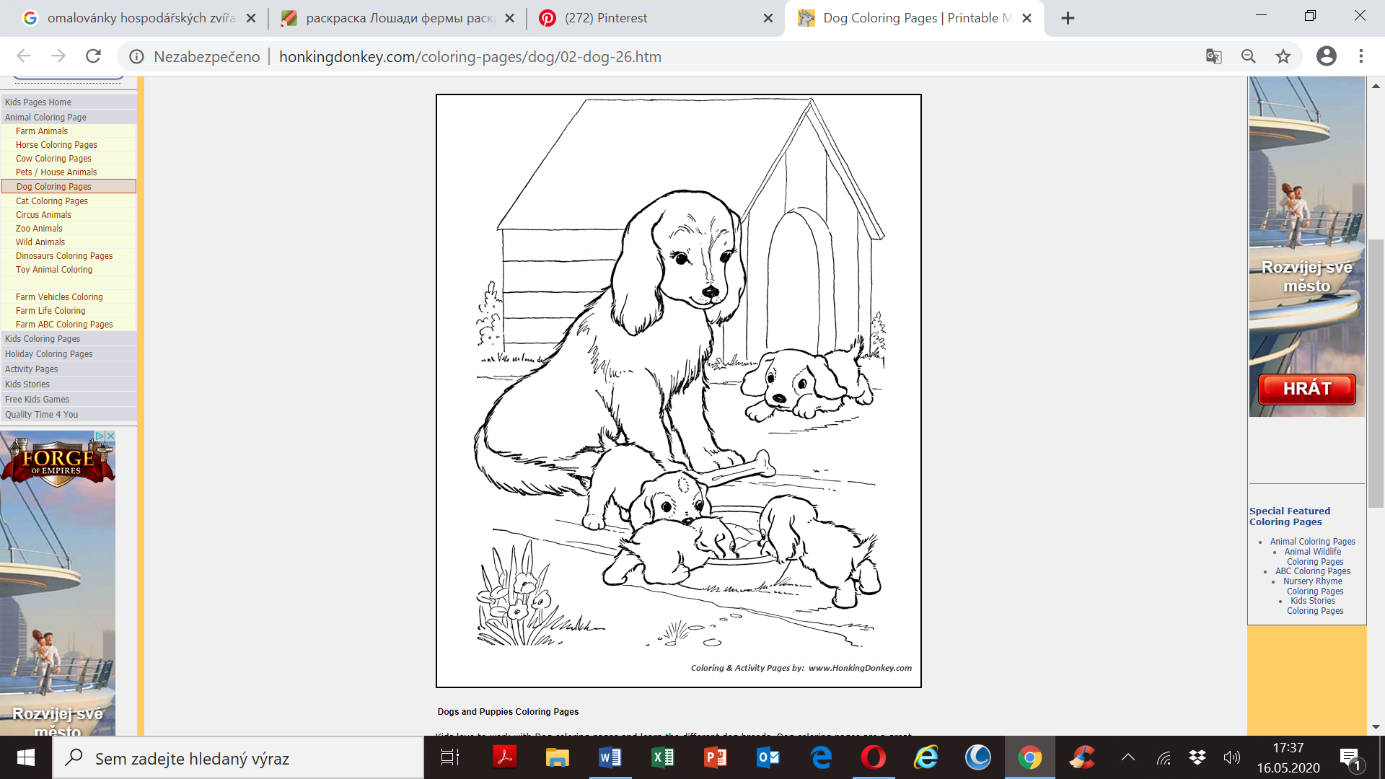 omalovánky hospodářských zvířa
раскраска Лошади фермы раск
(272) Pinterest
Dog Coloring Pages | Printable M
Nezabezpečeno
honkingdonkey.com/coloring-pages/dog/02-dog-26.htm
Kids Pages Home
Animal Coloring Page
Farm Animals
Horse Coloring Pages
Cow Coloring Pages
Pets / House Animals
Dog Coloring Pages
Cat Coloring Pages
Circus Animals
Zoo Animals
Wild Animals
Dinosaurs Coloring Pages
Toy Animal Coloring
Farm Vehicles Coloring
Farm Life Coloring
Farm ABC Coloring Pages
Kids Coloring Pages
Holiday Coloring Pages
Activity Pages
Kids Stories
Free Kids Games
Quality Time 4 You
FORGE
OF EMPIRES
Rozvíjej své
město
Coloring & Activity Pages by: www.HonkingDonkey.com
Dogs and Puppies Coloring Pages
Rozvíjej své
město
HRÁT
Special Featured
Coloring Pages
Animal Coloring Pages
Animal Wildlife
Coloring Pages
ABC Coloring Pages
Nursery Rhyme
Coloring Pages
Kids Stories
Coloring Pages
Sem zadejte hledaný výraz
17:37
16.05.2020
1